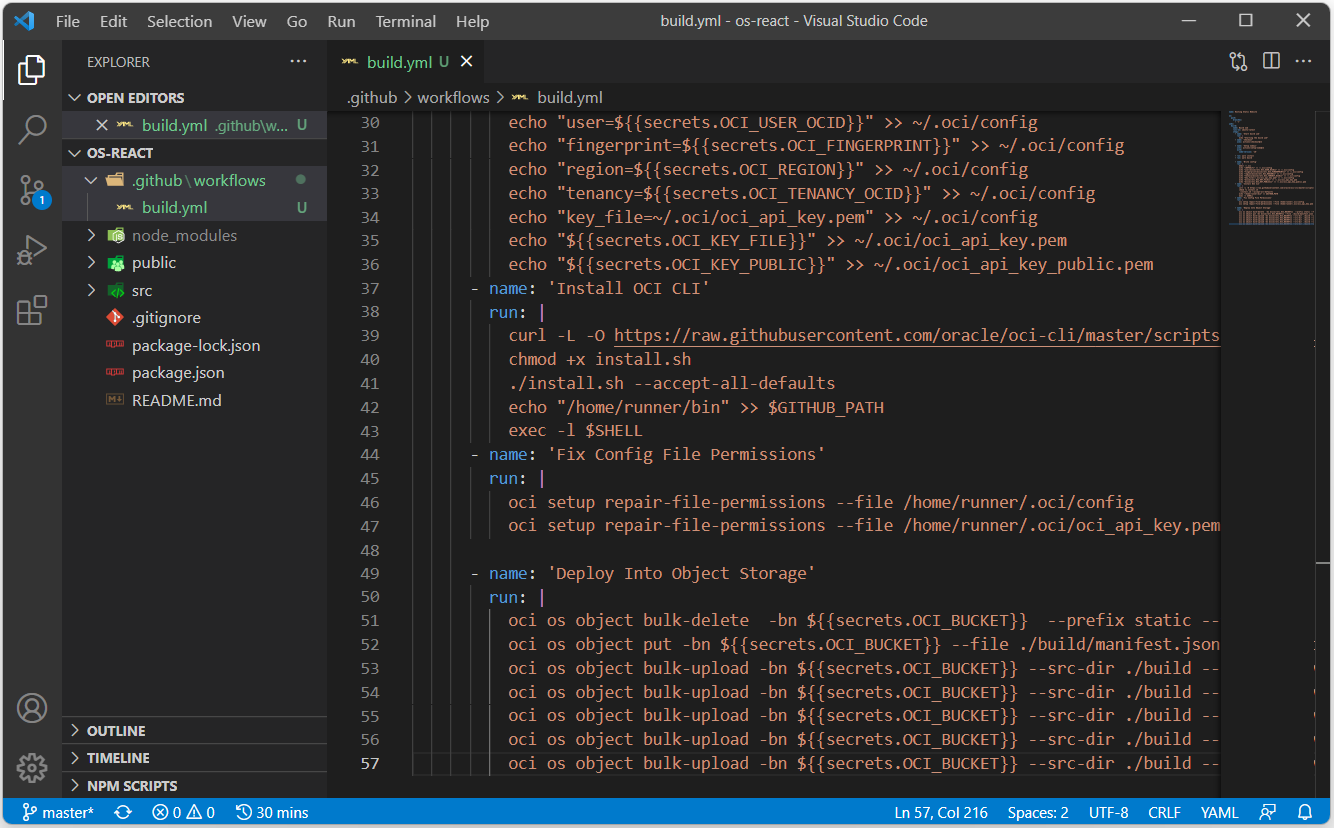 File Edit Selection View Go Run Terminal Help build.yml - os-react - Visual Studio Code
EXPLORER
OPEN EDITORS
build.yml .github\w... U
OS-REACT
.github\workflows
build.yml U
node_modules
public
src
.gitignore
package-lock.json
package.json
README.md
OUTLINE
TIMELINE
NPM SCRIPTS
build.yml U
.github > workflows > build.yml
30 echo "user=${{secrets.OCI_USER_OCID}}" >> ~/.oci/config
31 echo "fingerprint=${{secrets.OCI_FINGERPRINT}}" >> ~/.oci/config
32 echo "region=${{secrets.OCI_REGION}}" >> ~/.oci/config
33 echo "tenancy=${{secrets.OCI_TENANCY_OCID}}" >> ~/.oci/config
34 echo "key_file=~/.oci/oci_api_key.pem" >> ~/.oci/config
35 echo "${{secrets.OCI_KEY_FILE}}" >> ~/.oci/oci_api_key.pem
36 echo "${{secrets.OCI_KEY_PUBLIC}}" >> ~/.oci/oci_api_key_public.pem
37 - name: 'Install OCI CLI'
38 run: |
39 curl -L -O https://raw.githubusercontent.com/oracle/oci-cli/master/scripts
40 chmod +x install.sh
41 ./install.sh --accept-all-defaults
42 echo "/home/runner/bin" >> $GITHUB_PATH
43 exec -l $SHELL
44 - name: 'Fix Config File Permissions'
45 run: |
46 oci setup repair-file-permissions --file /home/runner/.oci/config
47 oci setup repair-file-permissions --file /home/runner/.oci/oci_api_key.pem
48
49 - name: 'Deploy Into Object Storage'
50 run: |
51 oci os object bulk-delete  -bn ${{secrets.OCI_BUCKET}}  --prefix static --
52 oci os object put -bn ${{secrets.OCI_BUCKET}} --file ./build/manifest.json
53 oci os object bulk-upload -bn ${{secrets.OCI_BUCKET}} --src-dir ./build --
54 oci os object bulk-upload -bn ${{secrets.OCI_BUCKET}} --src-dir ./build --
55 oci os object bulk-upload -bn ${{secrets.OCI_BUCKET}} --src-dir ./build --
56 oci os object bulk-upload -bn ${{secrets.OCI_BUCKET}} --src-dir ./build --
57 oci os object bulk-upload -bn ${{secrets.OCI_BUCKET}} --src-dir ./build --
1
master* 0 0 30 mins Ln 57, Col 216 Spaces: 2 UTF-8 CRLF YAML